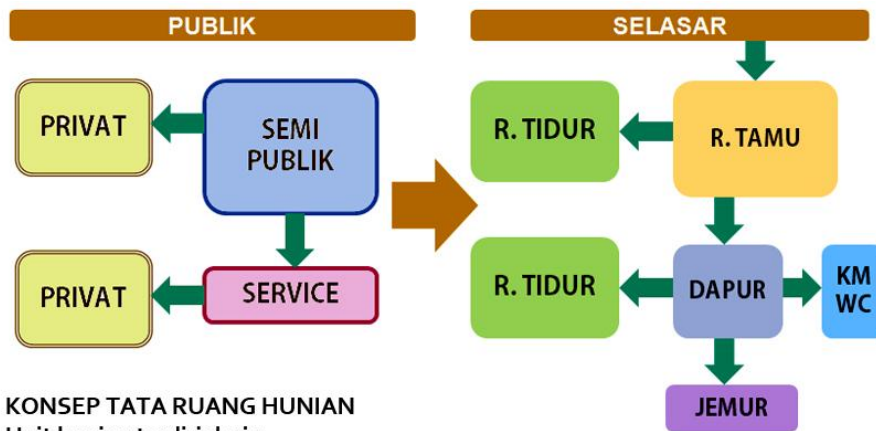 PUBLIK
PRIVAT
SEMI
PUBLIK
PRIVAT
SERVICE
SELASAR
R. TIDUR
R. TAMU
R. TIDUR
DAPUR
KM
WC
JEMUR
KONSEP TATA RUANG HUNIAN